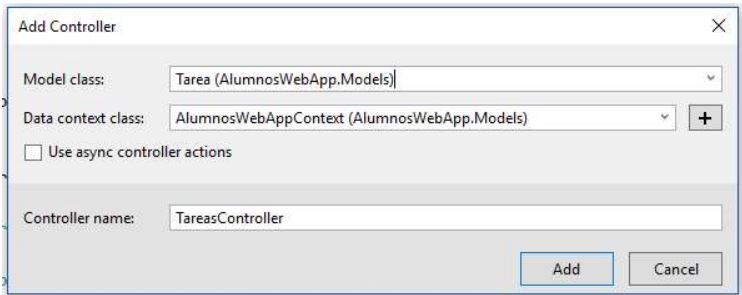 Add Controller
Model class: Tarea (AlumnosWebApp.Models)
Data context class: AlumnosWebAppContext (AlumnosWebApp.Models) +
Use async controller actions
Controller name: TareasController
Add Cancel